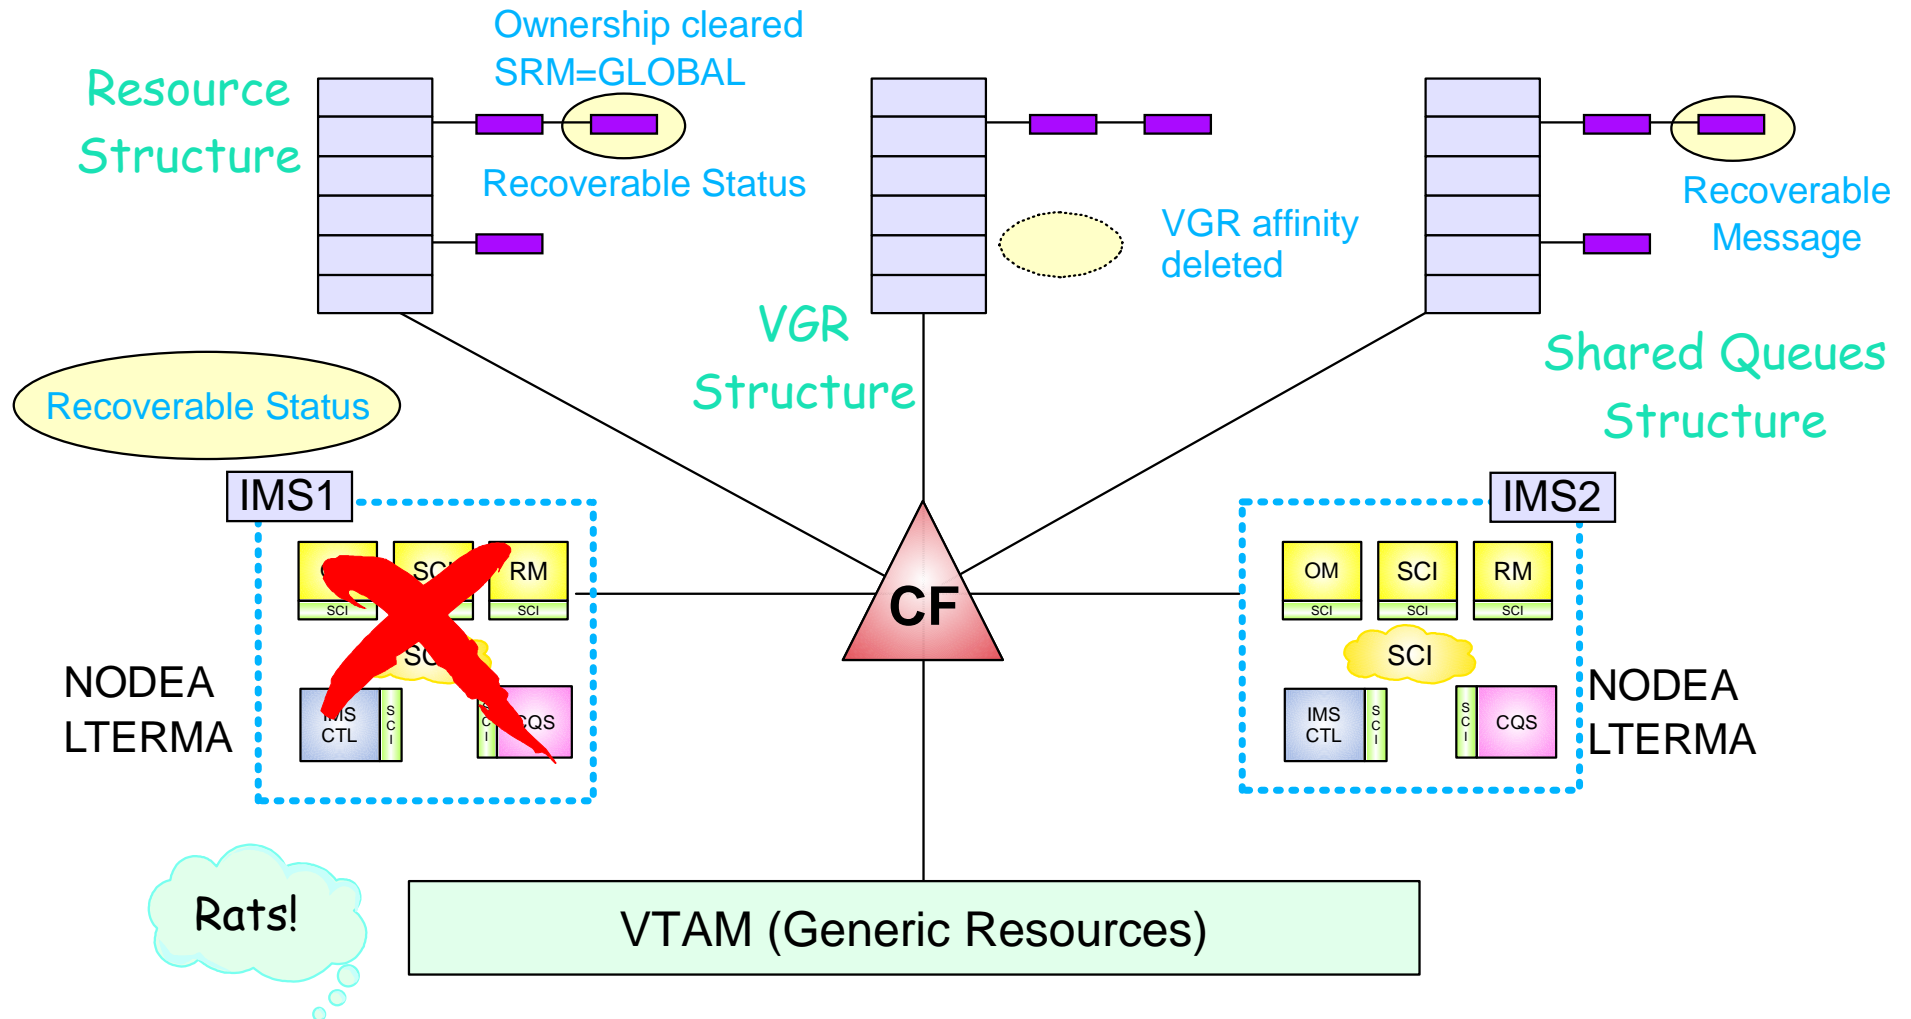 Ownership cleared
SRM=GLOBAL
Resource
Structure
Recoverable Status
VGR affinity
deleted
Recoverable
Message
VGR
Structure
Shared Queues
Structure
Recoverable Status
IMS1
IMS2
RM
SCI
SCI
OM
SCI
RM
SCI
SCI
SCI
SCI
CF
NODEA
LTERMA
IMS
CTL
SCI
CQS
NODEA
LTERMA
IMS
CTL
SCI
SCI
CQS
Rats!
VTAM (Generic Resources)